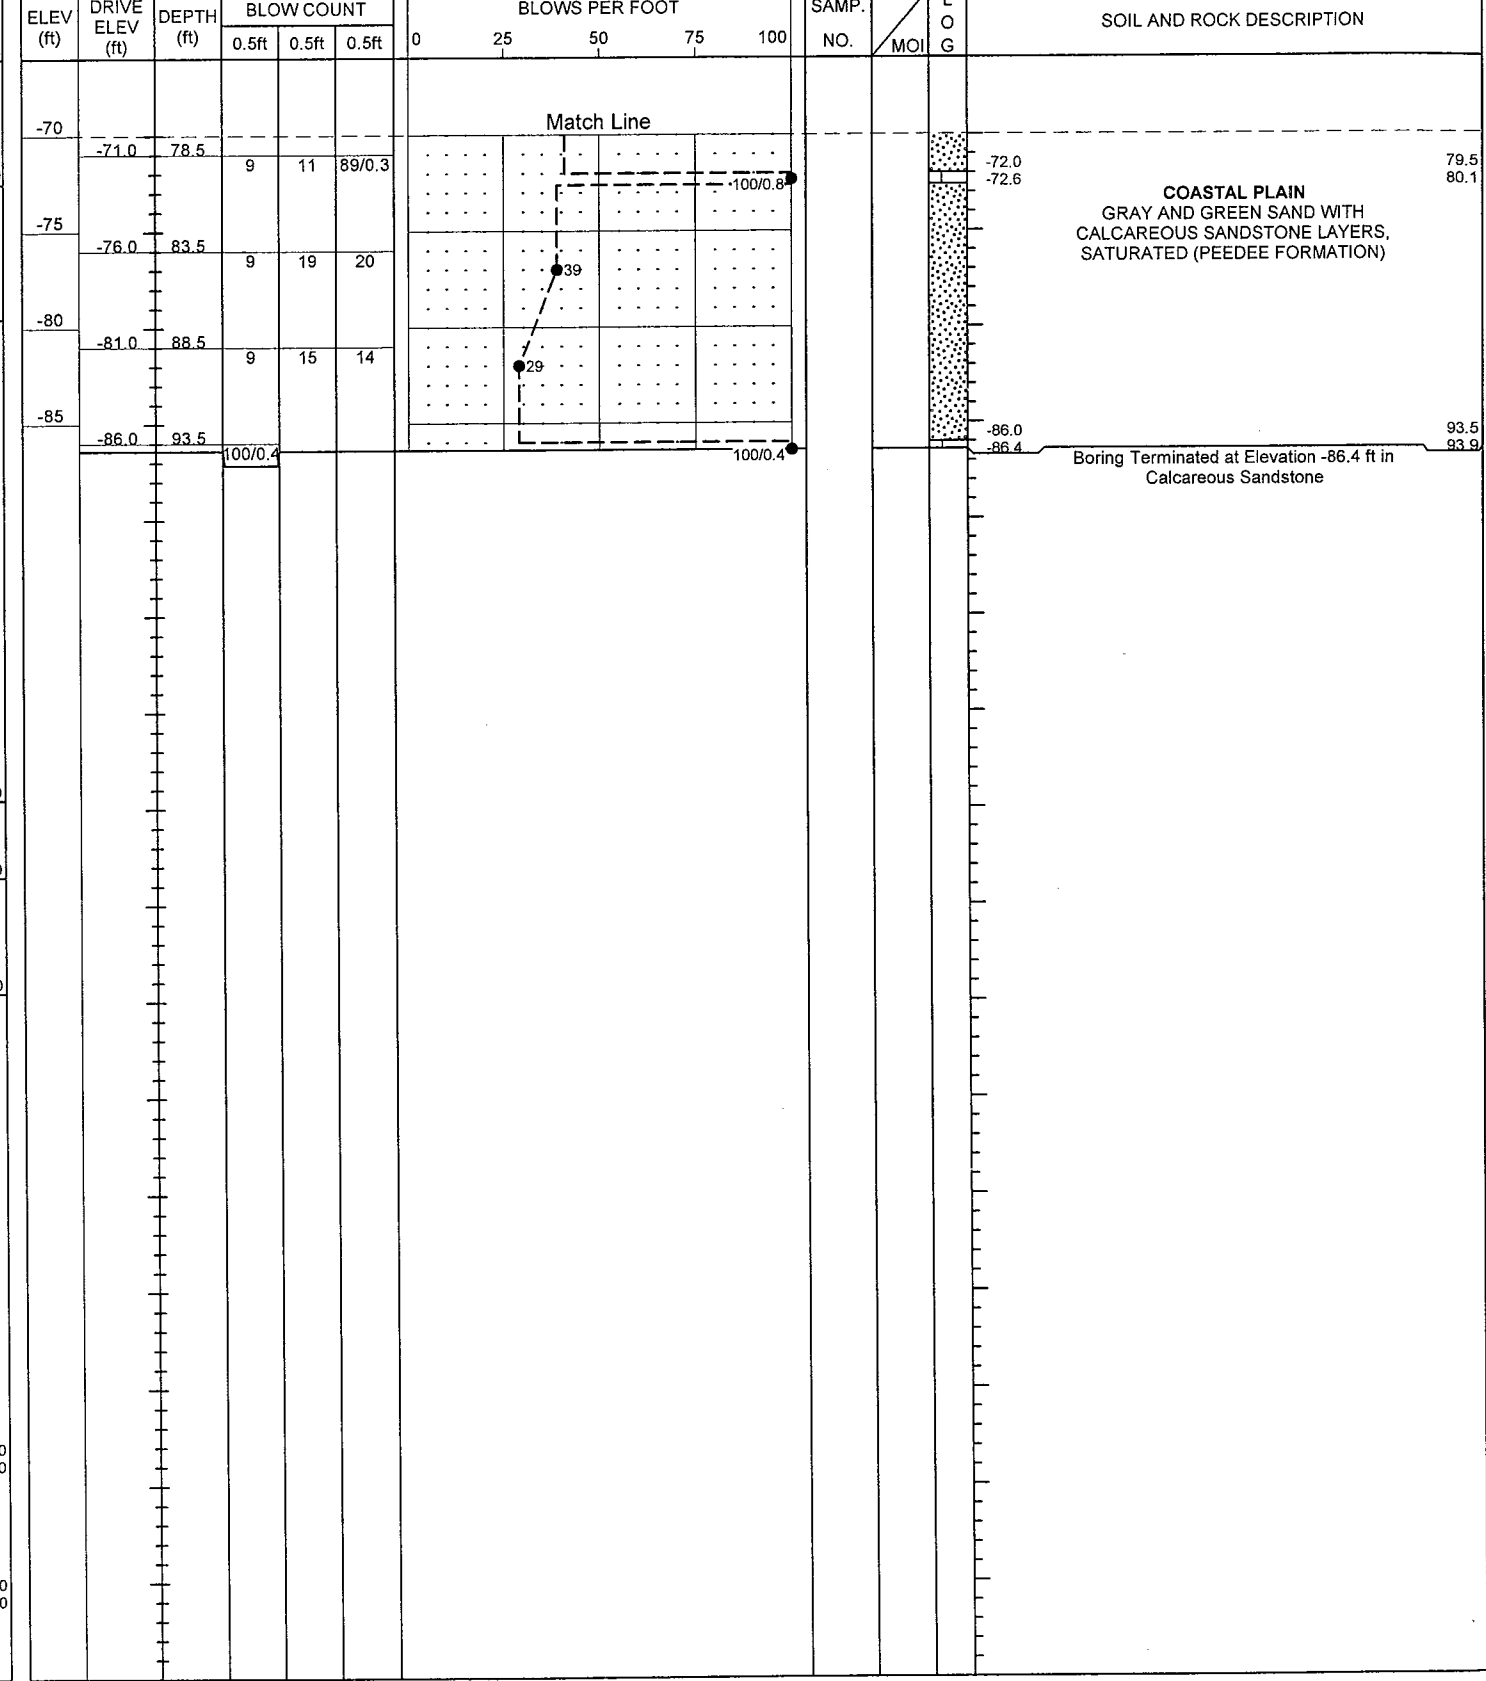 ELEV (ft) DRIVE ELEV (ft) DEPTH (ft) BLOW COUNT BLOWS PER FOOT SAMP. NO. MOI L O G SOIL AND ROCK DESCRIPTION
0.5ft 0.5ft 0.5ft 0 25 50 75 100
Match Line
-70
-71.0 78.5 9 11 89/0.3
100/0.8
-72.0 79.5
-72.6 80.1
COASTAL PLAIN
GRAY AND GREEN SAND WITH
CALCAREOUS SANDSTONE LAYERS,
SATURATED (PEEDEE FORMATION)
-75
-76.0 83.5 9 19 20
39
-80
-81.0 88.5 9 15 14
29
-85
-86.0 93.5 100/0.4
100/0.4
-86.0 93.5
-86.4 93.9
Boring Terminated at Elevation -86.4 ft in
Calcareous Sandstone